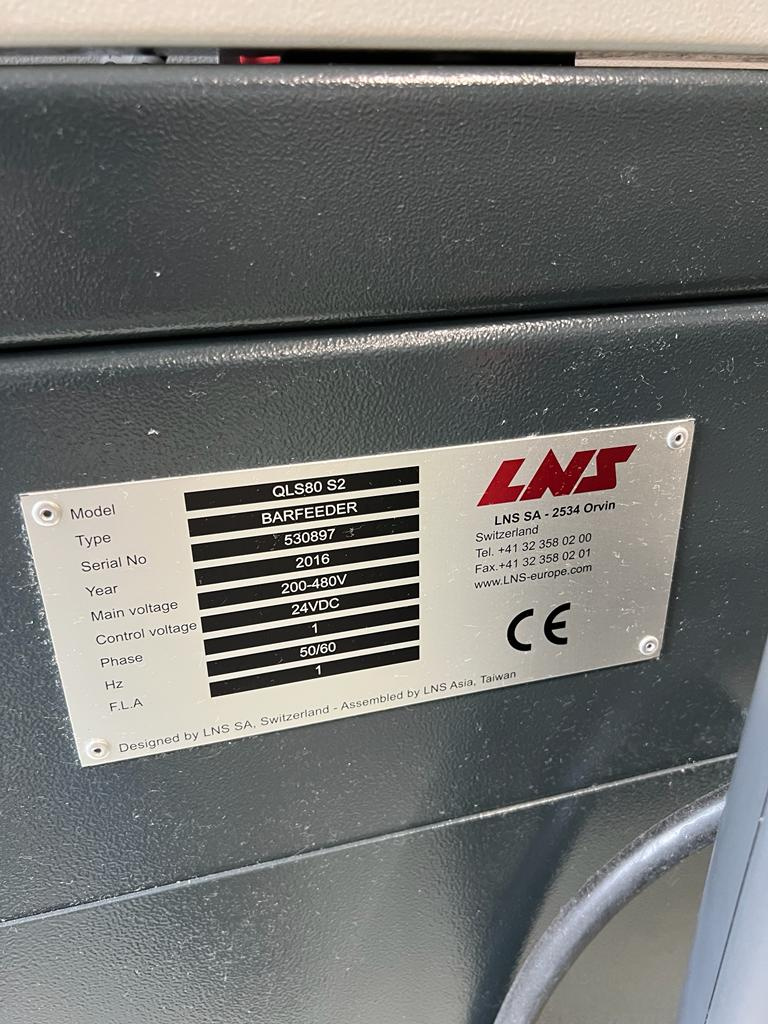 Model QLS80 S2
Type BARFEEDER
Serial No 530897
Year 2016
Main voltage 200-480V
Control voltage 24VDC
Phase 1
Hz 50/60
F.L.A 1
LNS
LNS SA - 2534 Orvin
Switzerland
Tel. +41 32 358 02 00
Fax.+41 32 358 02 01
www.LNS-europe.com
CE
Designed by LNS SA, Switzerland - Assembled by LNS Asia, Taiwan